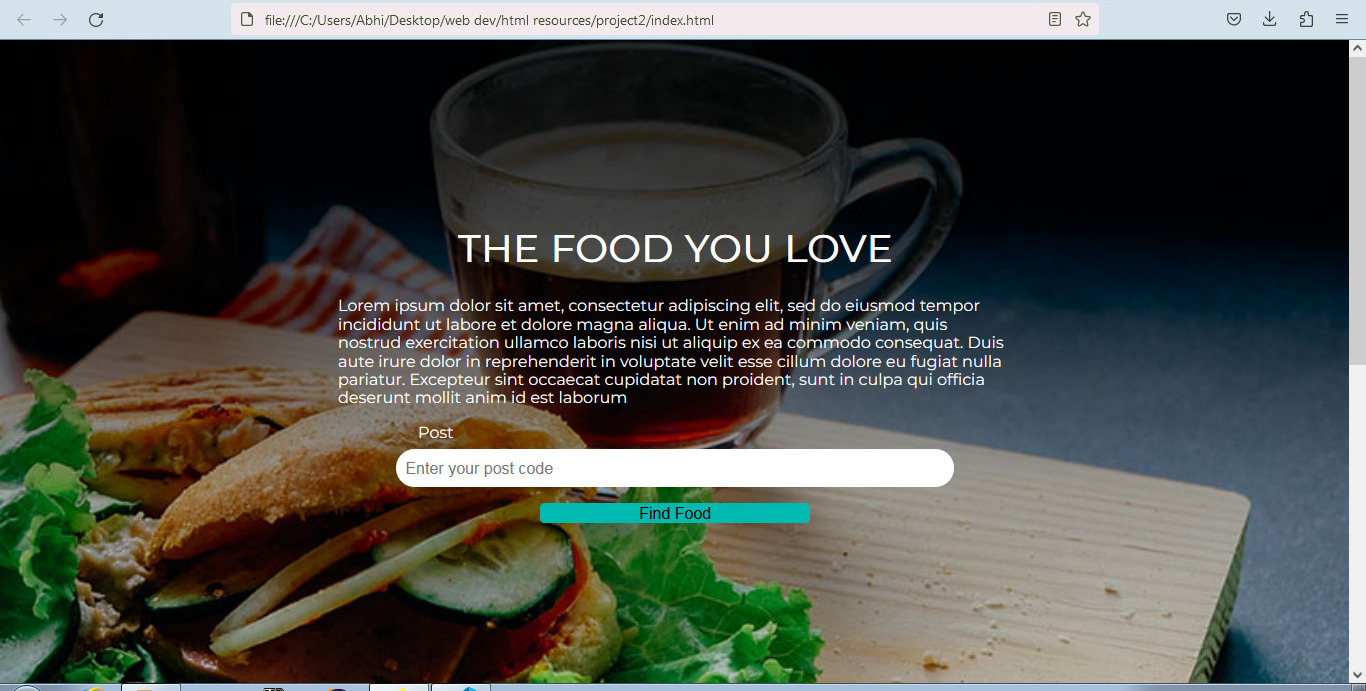 file:///C:/Users/Abhi/Desktop/web dev/html resources/project2/index.html
THE FOOD YOU LOVE
Lorem ipsum dolor sit amet, consectetur adipiscing elit, sed do eiusmod tempor
incididunt ut labore et dolore magna aliqua. Ut enim ad minim veniam, quis
nostrud exercitation ullamco laboris nisi ut aliquip ex ea commodo consequat. Duis
aute irure dolor in reprehenderit in voluptate velit esse cillum dolore eu fugiat nulla
pariatur. Excepteur sint occaecat cupidatat non proident, sunt in culpa qui officia
deserunt mollit anim id est laborum
Post
Enter your post code
Find Food